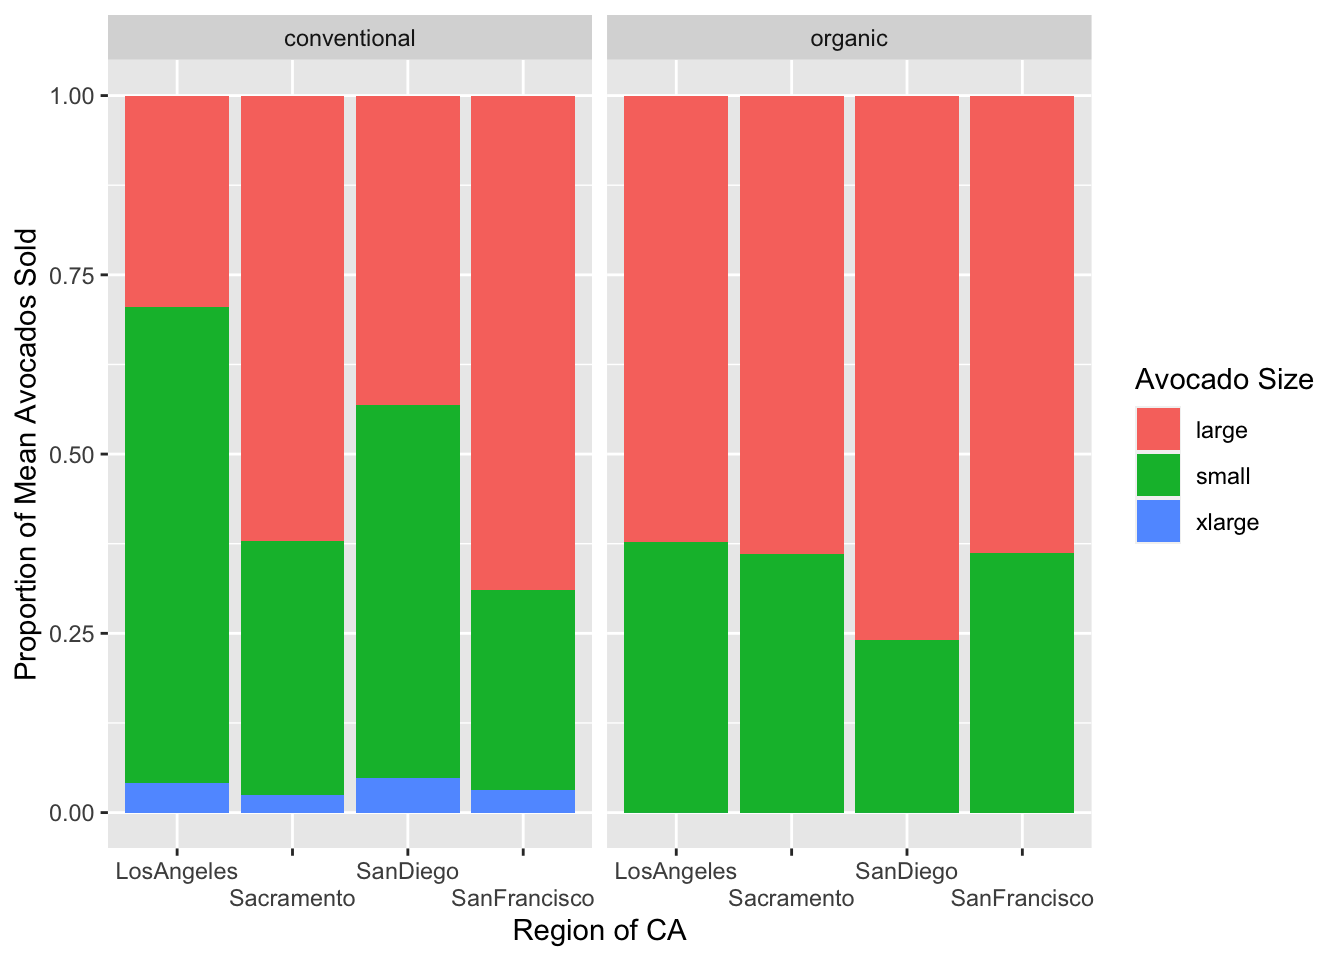 conventional
organic
Proportion of Mean Avocados Sold
1.00
0.75
0.50
0.25
0.00
LosAngeles
Sacramento
SanDiego
SanFrancisco
LosAngeles
Sacramento
SanDiego
SanFrancisco
Region of CA
Avocado Size
large
small
xlarge